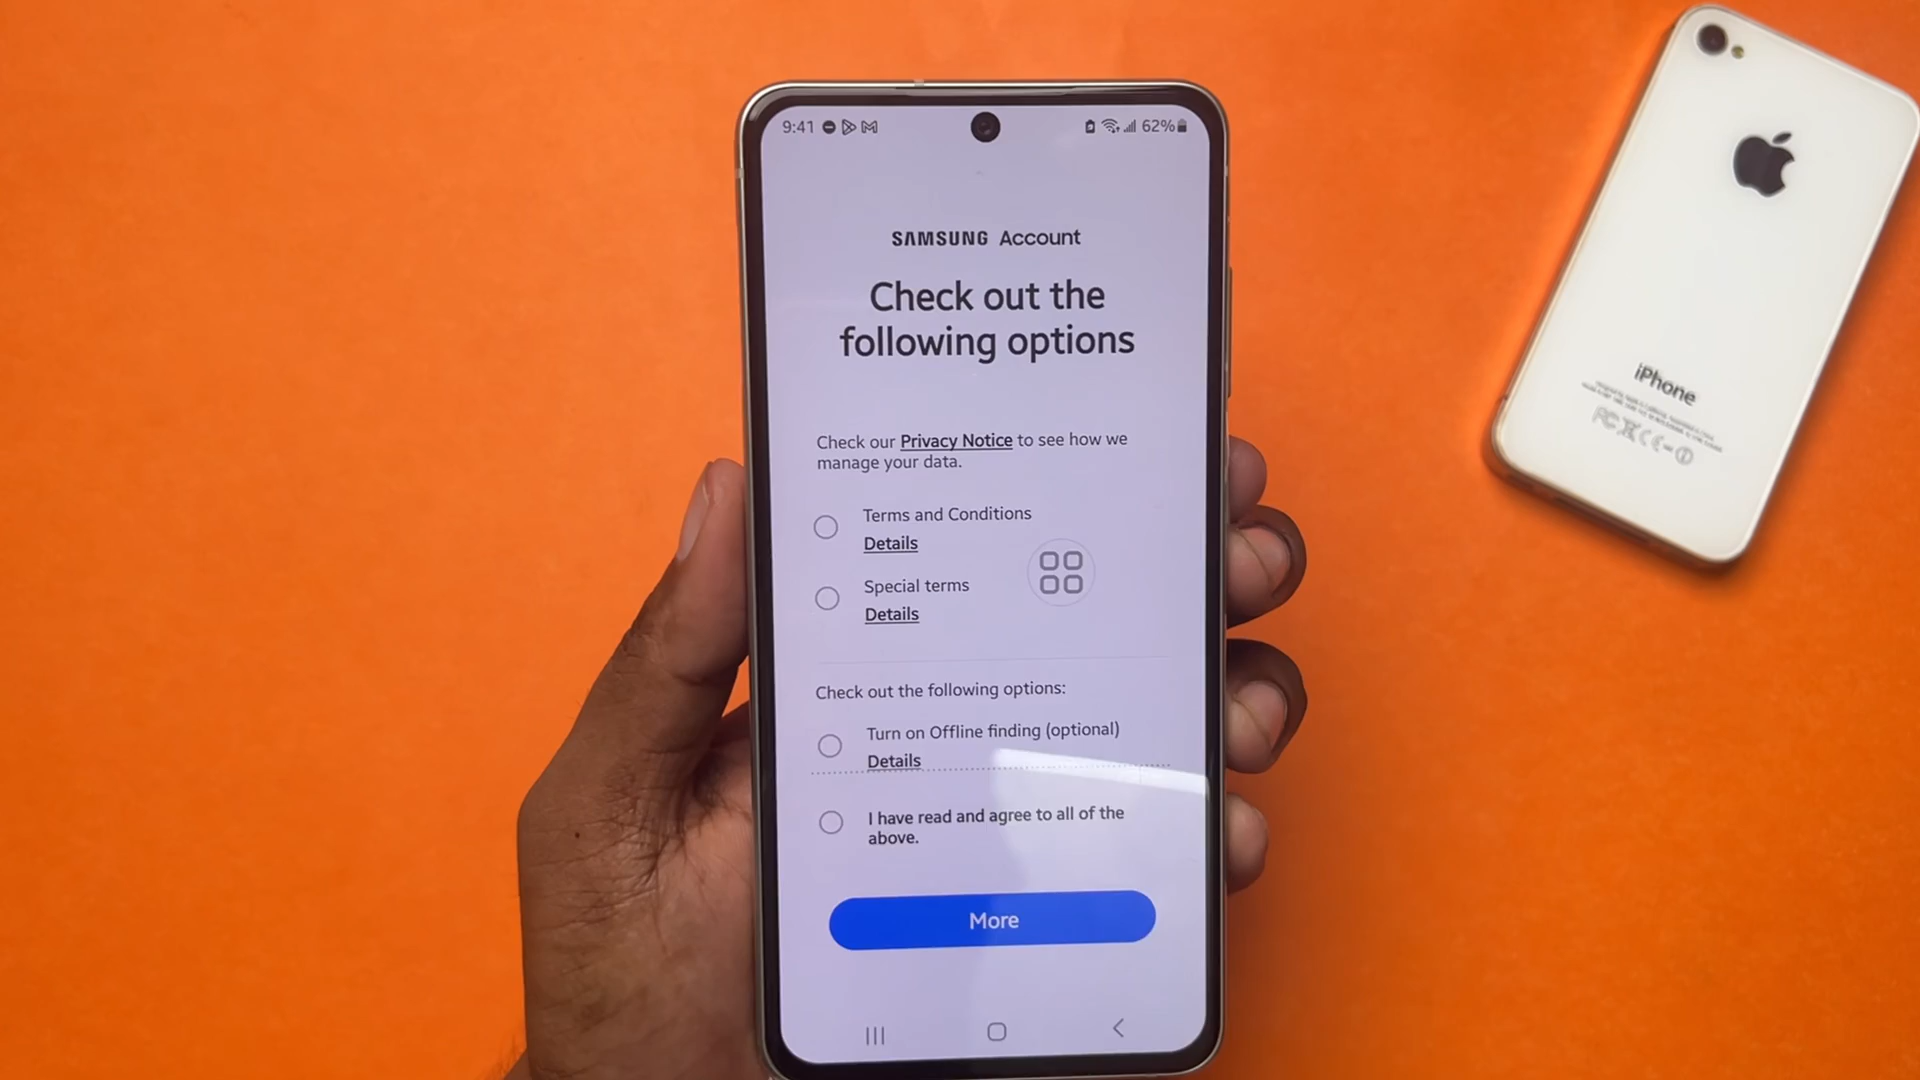 9:41
62%
SAMSUNG Account
Check out the
following options
Check our Privacy Notice to see how we
manage your data.
Terms and Conditions
Details
Special terms
Details
Check out the following options:
Turn on Offline finding (optional)
Details
I have read and agree to all of the
above.
More
iPhone